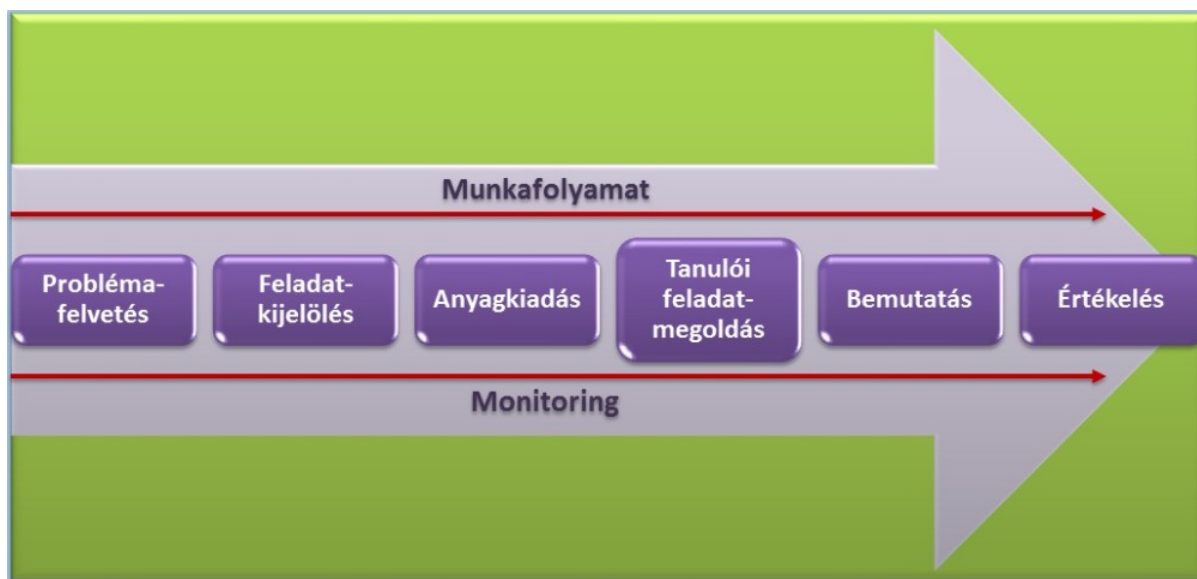 Munkafolyamat
Probléma-
felvetés
Feladat-
kijelölés
Anyagkiadás
Tanulói
feladat-
megoldás
Bemutatás
Értékelés
Monitoring